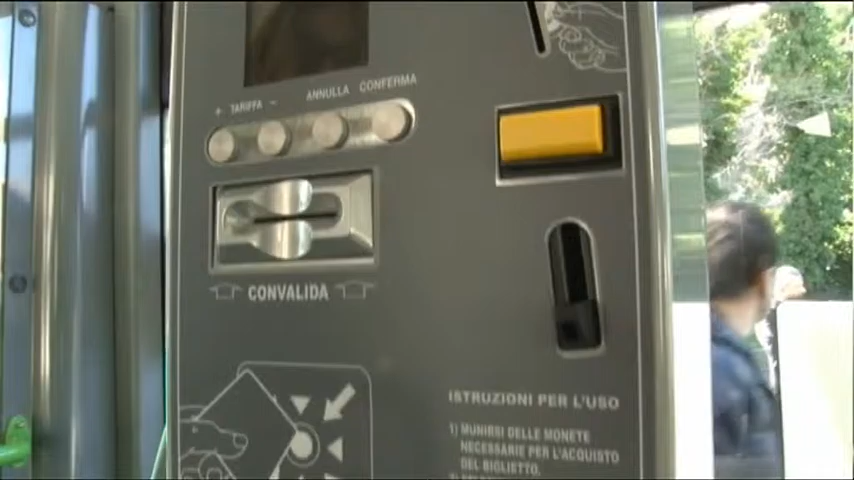 + TARIFFA -
ANNULLA
CONFERMA
CONVALIDA
ISTRUZIONI PER L'USO
1) MUNIRSI DELLE MONETE
NECESSARIE PER L'ACQUISTO
DEL BIGLIETTO.